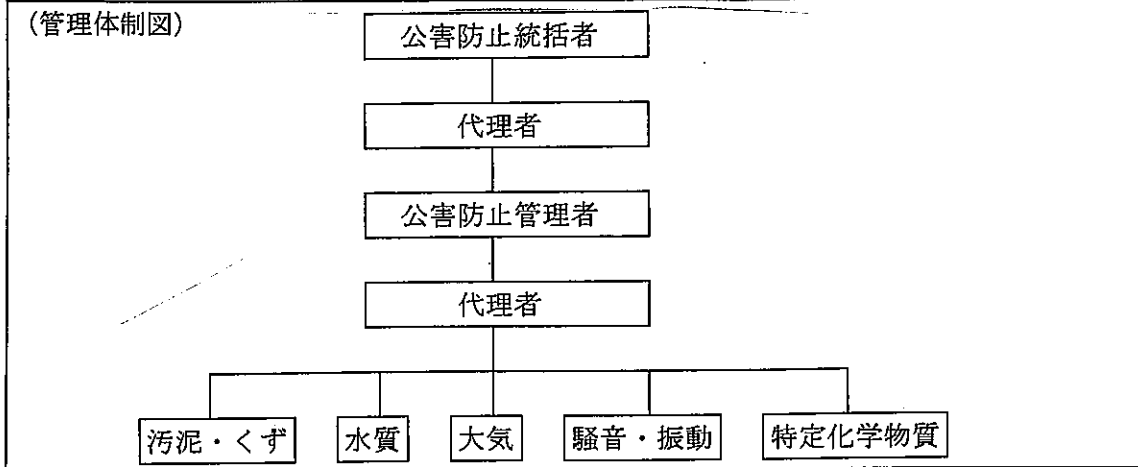 (管理体制図)
公害防止統括者
代理者
公害防止管理者
代理者
汚泥・くず
水質
大気
騒音・振動
特定化学物質